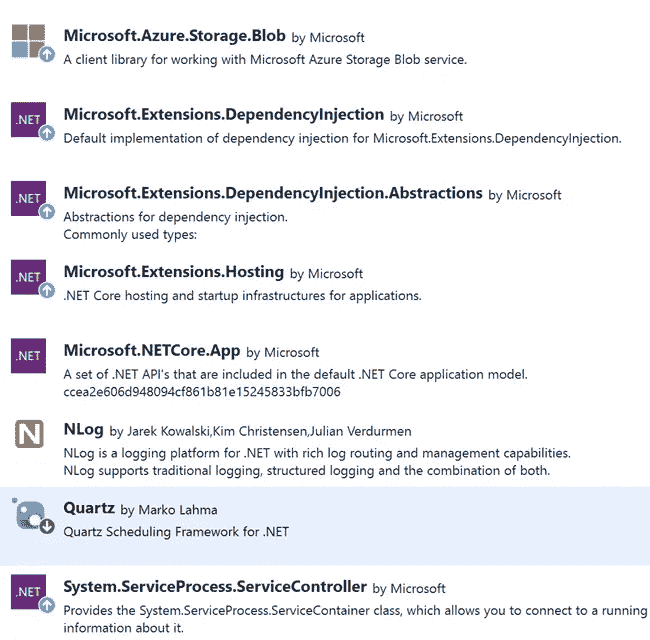 Microsoft.Azure.Storage.Blob by Microsoft
A client library for working with Microsoft Azure Storage Blob service.
.NET
Microsoft.Extensions.DependencyInjection by Microsoft
Default implementation of dependency injection for Microsoft.Extensions.DependencyInjection.
.NET
Microsoft.Extensions.DependencyInjection.Abstractions by Microsoft
Abstractions for dependency injection.
Commonly used types:
.NET
Microsoft.Extensions.Hosting by Microsoft
.NET Core hosting and startup infrastructures for applications.
.NET
Microsoft.NETCore.App by Microsoft
A set of .NET API's that are included in the default .NET Core application model.
ccea2e606d948094cf861b81e15245833bfb7006
N
NLog by Jarek Kowalski,Kim Christensen,Julian Verdurmen
NLog is a logging platform for .NET with rich log routing and management capabilities.
NLog supports traditional logging, structured logging and the combination of both.
Quartz by Marko Lahma
Quartz Scheduling Framework for .NET
.NET
System.ServiceProcess.ServiceController by Microsoft
Provides the System.ServiceProcess.ServiceContainer class, which allows you to connect to a running
information about it.